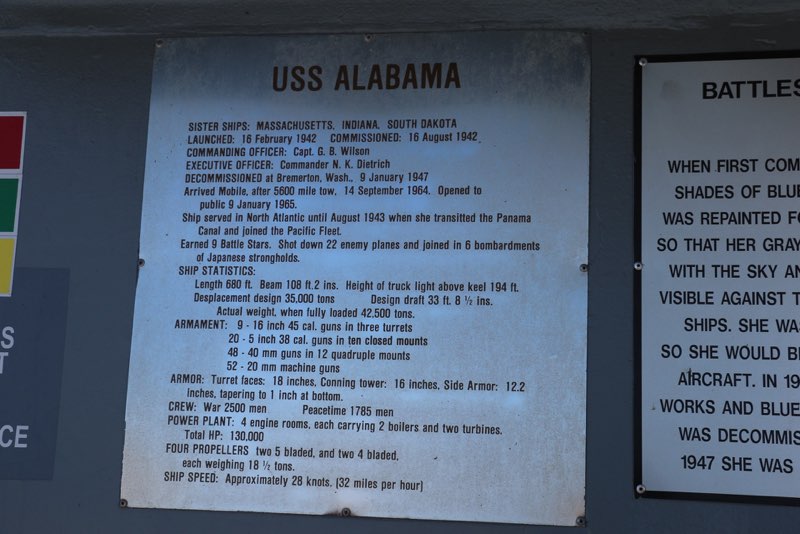 USS ALABAMA
SISTER SHIPS: MASSACHUSETTS, INDIANA, SOUTH DAKOTA
LAUNCHED: 16 February 1942 COMMISSIONED: 16 August 1942
COMMANDING OFFICER: Capt. G. B. Wilson
EXECUTIVE OFFICER: Commander N. K. Dietrich
DECOMMISSIONED at Bremerton, Wash., 9 January 1947
Arrived Mobile, after 5600 mile tow, 14 September 1964. Opened to
public 9 January 1965.
Ship served in North Atlantic until August 1943 when she transitted the Panama
Canal and joined the Pacific Fleet.
Earned 9 Battle Stars. Shot down 22 enemy planes and joined in 6 bombardments
of Japanese strongholds.
SHIP STATISTICS:
Length 680 ft. Beam 108 ft.2 ins. Height of truck light above keel 194 ft.
Desplacement design 35,000 tons Design draft 33 ft. 8 ½ ins.
Actual weight, when fully loaded 42,500 tons.
ARMAMENT: 9 - 16 inch 45 cal. guns in three turrets
20 - 5 inch 38 cal. guns in ten closed mounts
48 - 40 mm guns in 12 quadruple mounts
52 - 20 mm machine guns
ARMOR: Turret faces: 18 inches, Conning tower: 16 inches, Side Armor: 12.2
inches, tapering to 1 inch at bottom.
CREW: War 2500 men Peacetime 1785 men
POWER PLANT: 4 engine rooms, each carrying 2 boilers and two turbines.
Total HP: 130.000
FOUR PROPELLERS two 5 bladed, and two 4 bladed,
each weighing 18 ½ tons.
SHIP SPEED: Approximately 28 knots. (32 miles per hour)
BATTLES
WHEN FIRST COM
SHADES OF BLUE
WAS REPAINTED FO
SO THAT HER GRAY
WITH THE SKY AN
VISIBLE AGAINST T
SHIPS. SHE WA
SO SHE WOULD B
AIRCRAFT. IN 19
WORKS AND BLUE
WAS DECOMMIS
1947 SHE WAS
S
T
CE